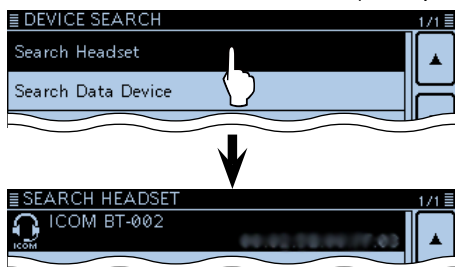 DEVICE SEARCH 1/1
Search Headset
Search Data Device
SEARCH HEADSET 1/1
ICOM BT-002
ICOM